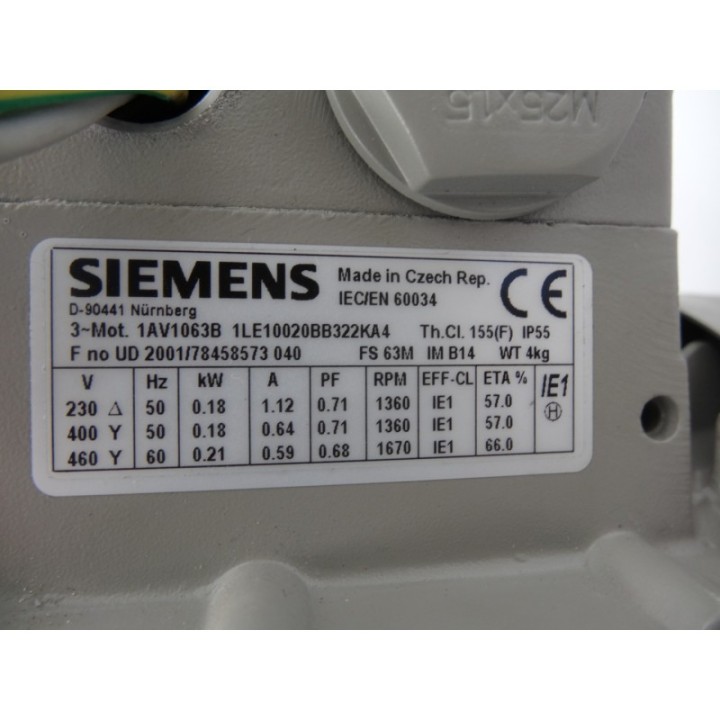 M25X1.5
SIEMENS
Made in Czech Rep.
IEC/EN 60034
CE
D-90441 Nürnberg
3~Mot. 1AV1063B 1LE10020BB322KA4 Th.Cl. 155(F) IP55
F no UD 2001/78458573 040 FS 63M IM B14 WT 4kg
V Hz kW A PF RPM EFF-CL ETA % IE1
230 Δ 50 0.18 1.12 0.71 1360 IE1 57.0 H
400 Y 50 0.18 0.64 0.71 1360 IE1 57.0
460 Y 60 0.21 0.59 0.68 1670 IE1 66.0